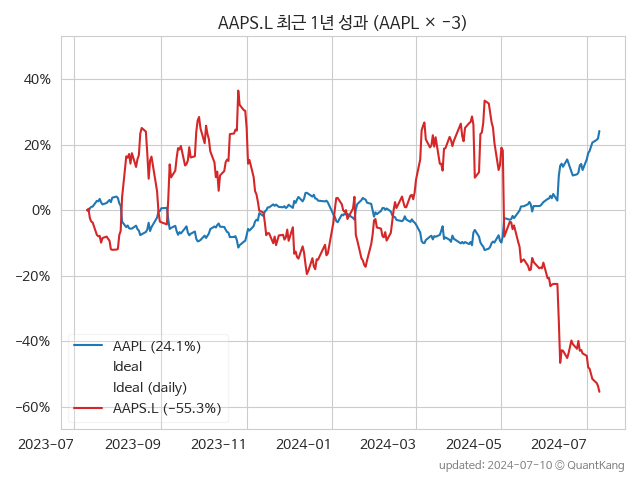 AAPS.L 최근 1년 성과 (AAPL × -3)
40%
20%
0%
−20%
−40%
−60%
AAPL (24.1%)
Ideal
Ideal (daily)
AAPS.L (-55.3%)
2023-07
2023-09
2023-11
2024-01
2024-03
2024-05
2024-07
updated: 2024-07-10 © QuantKang